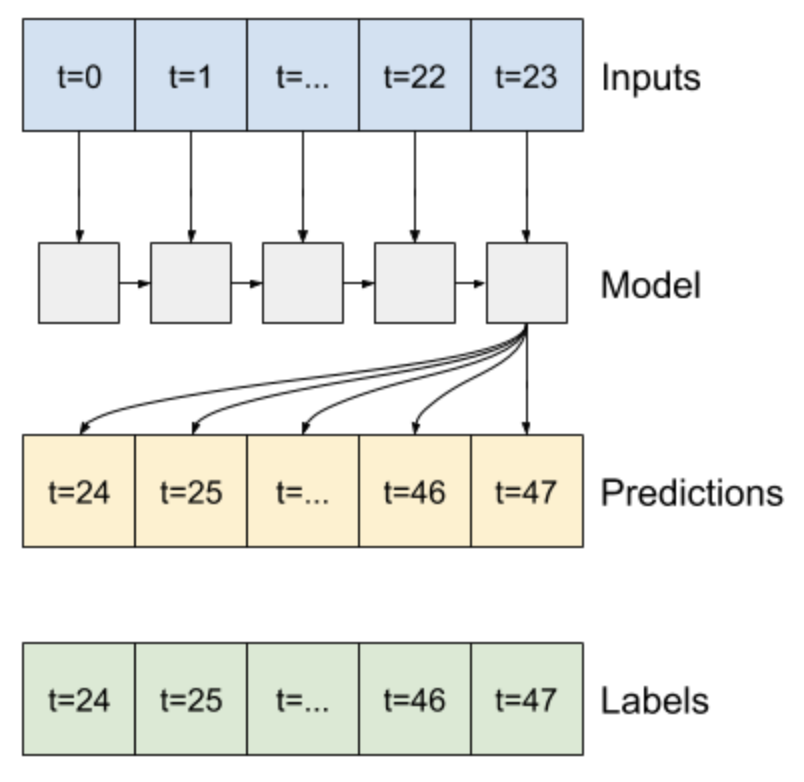 t=0 t=1 t=... t=22 t=23 Inputs
Model
t=24 t=25 t=... t=46 t=47 Predictions
t=24 t=25 t=... t=46 t=47 Labels